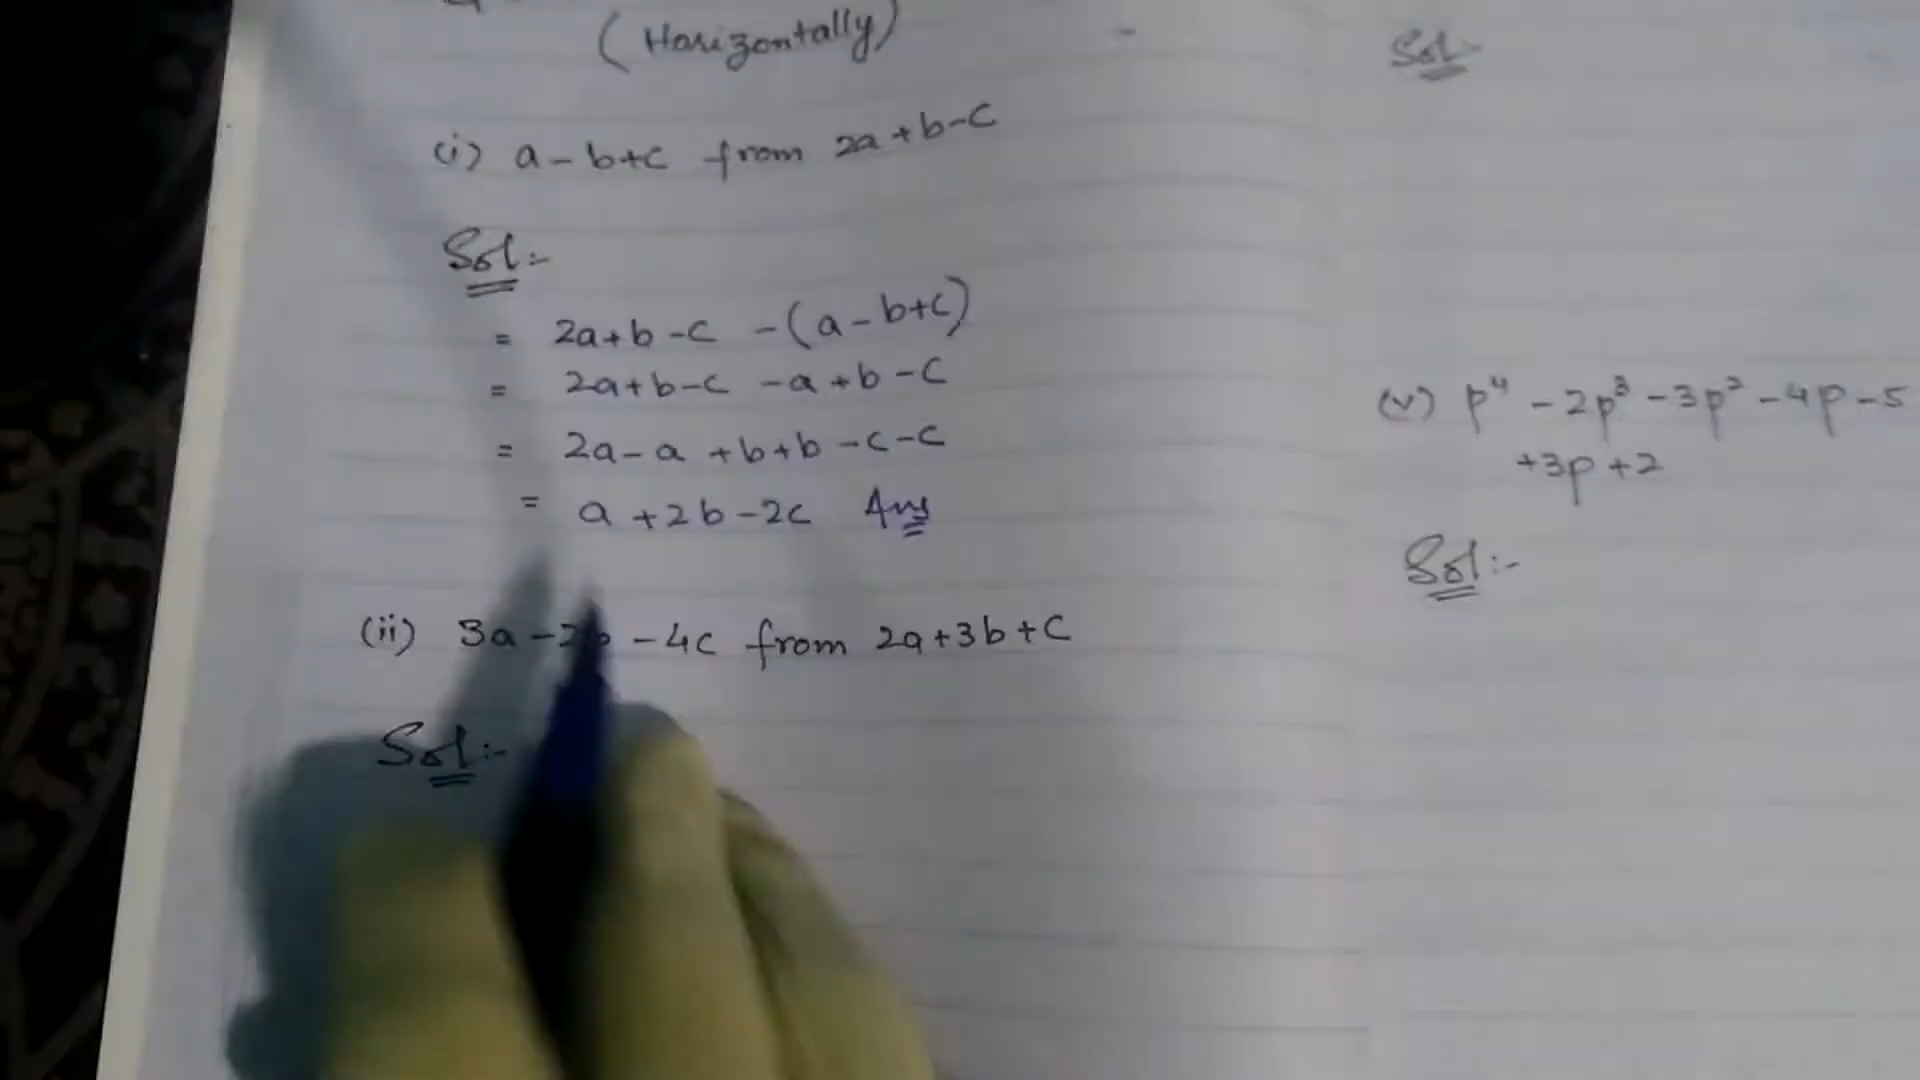 (Horizontally)
(i) a-b+c from 2a+b-c
Sol:-
= 2a+b-c -(a-b+c)
= 2a+b-c -a+b-c
= 2a-a +b+b-c-c
= a+2b-2c Ans
(ii) 3a-2b-4c from 2a+3b+c
Sol:-
Sol:-
(v) p⁴-2p³-3p²-4p-5
+3p+2
Sol:-